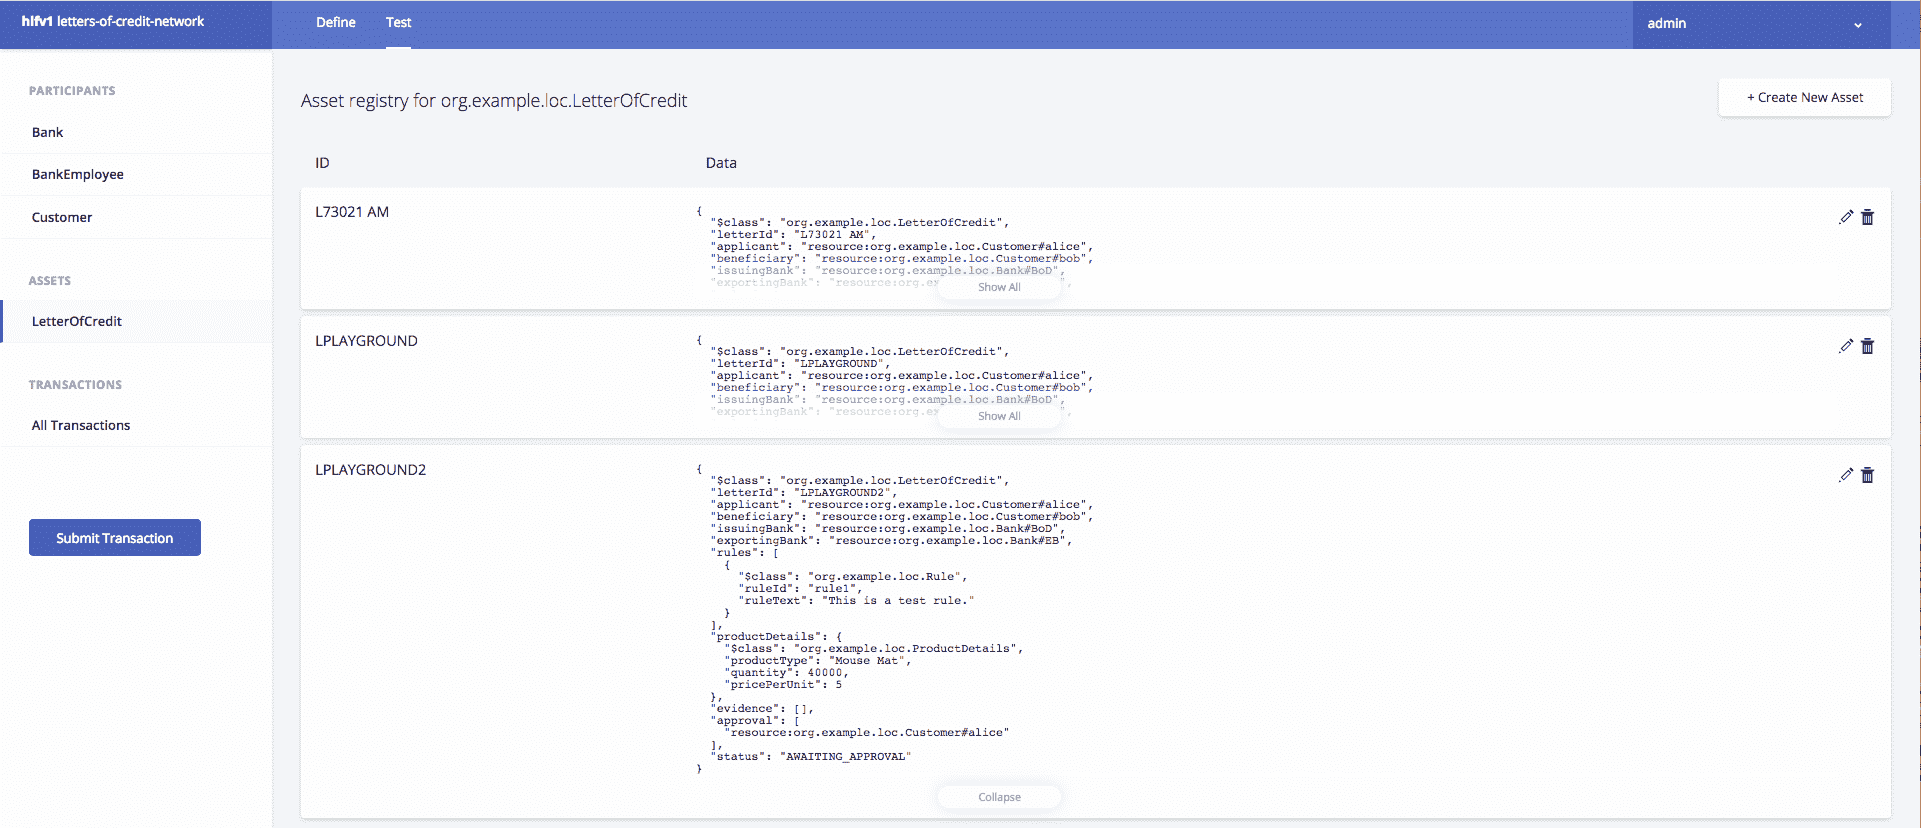 hlfv1 letters-of-credit-network
Define
Test
admin
PARTICIPANTS
Bank
BankEmployee
Customer
ASSETS
LetterOfCredit
TRANSACTIONS
All Transactions
Submit Transaction
Asset registry for org.example.loc.LetterOfCredit
+ Create New Asset
ID
Data
L73021 AM
{
"$class": "org.example.loc.LetterOfCredit",
"letterId": "L73021 AM",
"applicant": "resource:org.example.loc.Customer#alice",
"beneficiary": "resource:org.example.loc.Customer#bob",
"issuingBank": "resource:org.example.loc.Bank#BoD",
"exportingBank": "resource:org.ex
Show All
LPLAYGROUND
{
"$class": "org.example.loc.LetterOfCredit",
"letterId": "LPLAYGROUND",
"applicant": "resource:org.example.loc.Customer#alice",
"beneficiary": "resource:org.example.loc.Customer#bob",
"issuingBank": "resource:org.example.loc.Bank#BoD",
"exportingBank": "resource:org.ex
Show All
LPLAYGROUND2
{
"$class": "org.example.loc.LetterOfCredit",
"letterId": "LPLAYGROUND2",
"applicant": "resource:org.example.loc.Customer#alice",
"beneficiary": "resource:org.example.loc.Customer#bob",
"issuingBank": "resource:org.example.loc.Bank#BoD",
"exportingBank": "resource:org.example.loc.Bank#EB",
"rules": [
{
"$class": "org.example.loc.Rule",
"ruleId": "rule1",
"ruleText": "This is a test rule."
}
],
"productDetails": {
"$class": "org.example.loc.ProductDetails",
"productType": "Mouse Mat",
"quantity": 40000,
"pricePerUnit": 5
},
"evidence": [],
"approval": [
"resource:org.example.loc.Customer#alice"
],
"status": "AWAITING_APPROVAL"
}
Collapse